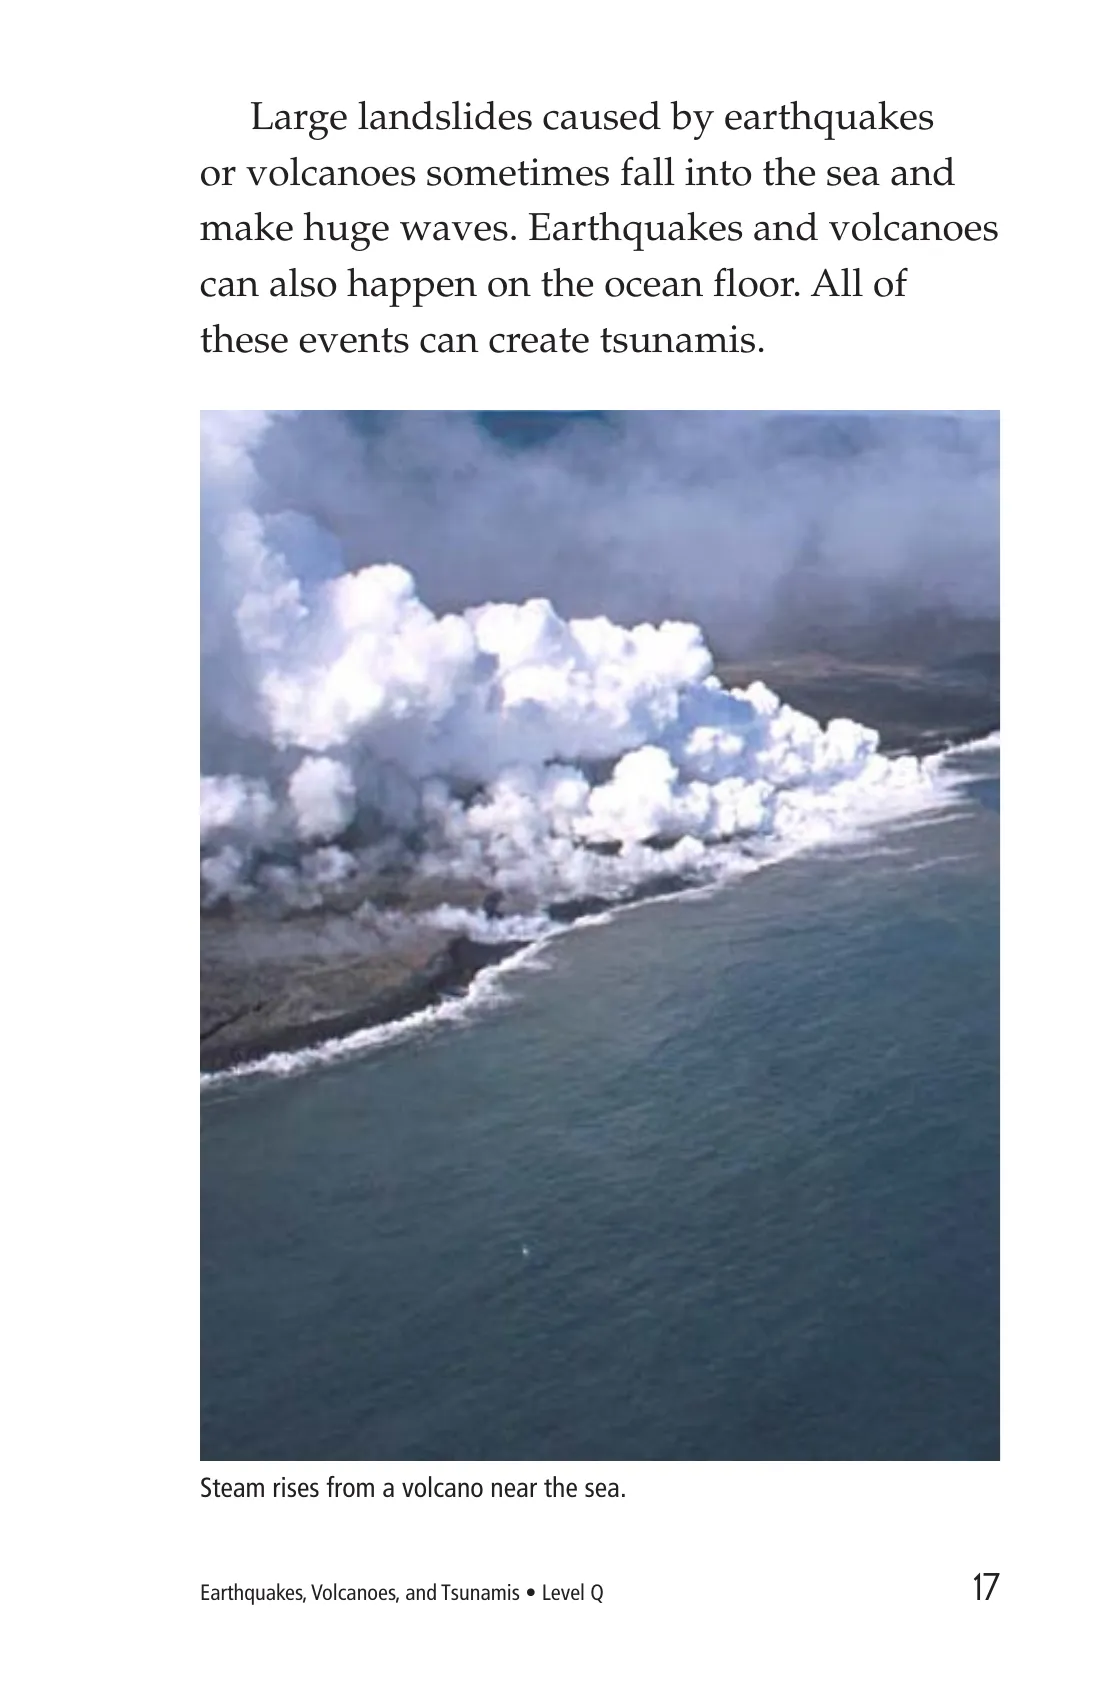 Large landslides caused by earthquakes
or volcanoes sometimes fall into the sea and
make huge waves. Earthquakes and volcanoes
can also happen on the ocean floor. All of
these events can create tsunamis.
Steam rises from a volcano near the sea.
Earthquakes, Volcanoes, and Tsunamis • Level Q
17